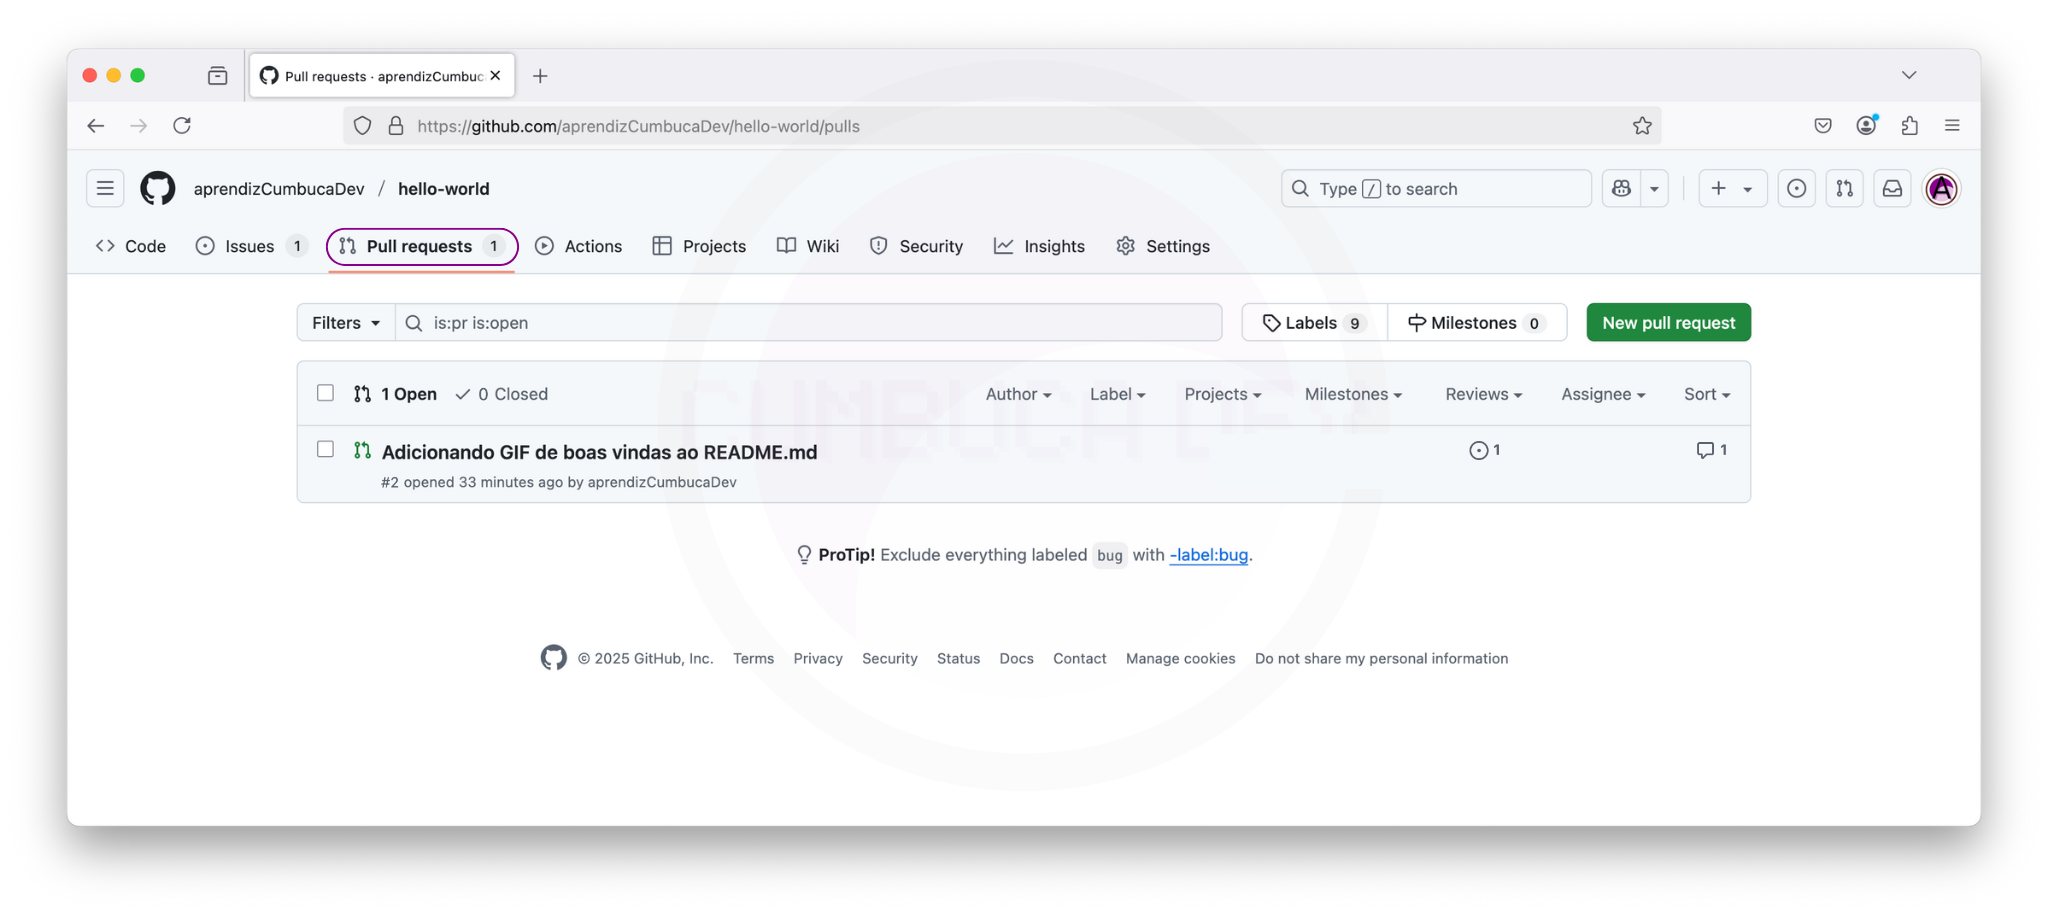 Pull requests · aprendizCumbuc
https://github.com/aprendizCumbucaDev/hello-world/pulls
aprendizCumbucaDev / hello-world
Type / to search
Code
Issues 1
Pull requests 1
Actions
Projects
Wiki
Security
Insights
Settings
Filters
is:pr is:open
Labels 9
Milestones 0
New pull request
1 Open
0 Closed
Author
Label
Projects
Milestones
Reviews
Assignee
Sort
Adicionando GIF de boas vindas ao README.md
1
1
#2 opened 33 minutes ago by aprendizCumbucaDev
ProTip! Exclude everything labeled bug with -label:bug.
© 2025 GitHub, Inc.
Terms
Privacy
Security
Status
Docs
Contact
Manage cookies
Do not share my personal information
CUMBUCA DEV